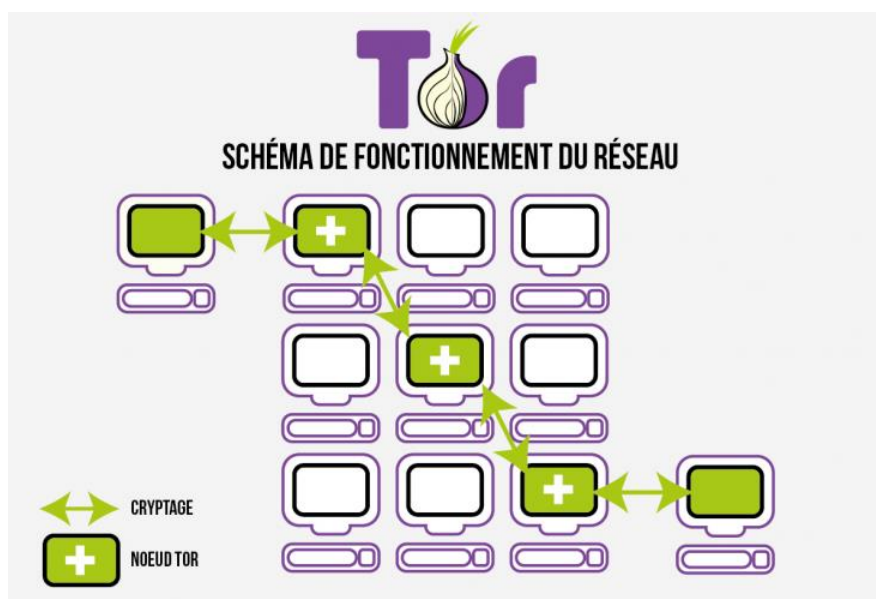 Tor
SCHÉMA DE FONCTIONNEMENT DU RÉSEAU
CRYPTAGE
NOEUD TOR